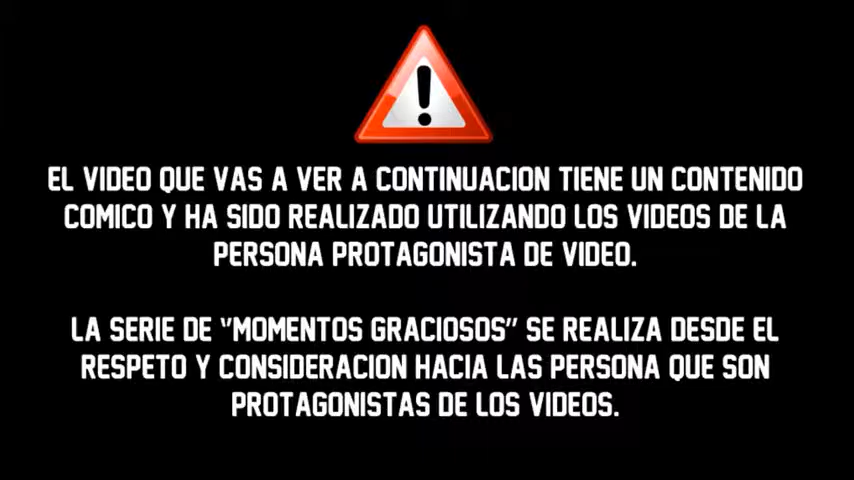 EL VIDEO QUE VAS A VER A CONTINUACION TIENE UN CONTENIDO
COMICO Y HA SIDO REALIZADO UTILIZANDO LOS VIDEOS DE LA
PERSONA PROTAGONISTA DE VIDEO.
LA SERIE DE "MOMENTOS GRACIOSOS" SE REALIZA DESDE EL
RESPETO Y CONSIDERACION HACIA LAS PERSONA QUE SON
PROTAGONISTAS DE LOS VIDEOS.